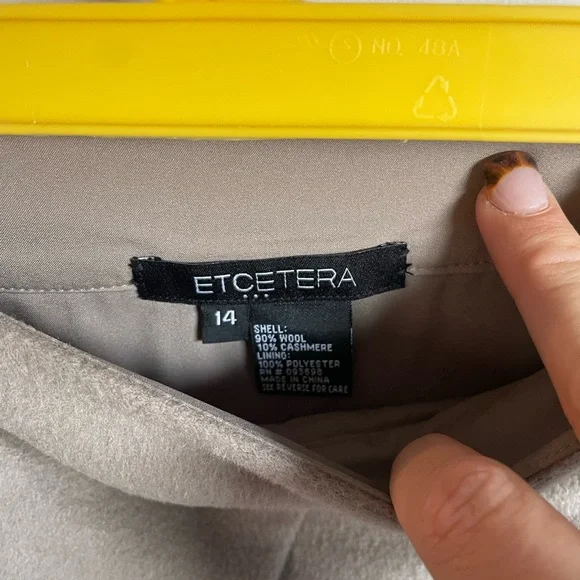 NO. 48A
ETCETERA
14
SHELL:
90% WOOL
10% CASHMERE
LINING:
100% POLYESTER
RN # 093698
MADE IN CHINA
SEE REVERSE FOR CARE